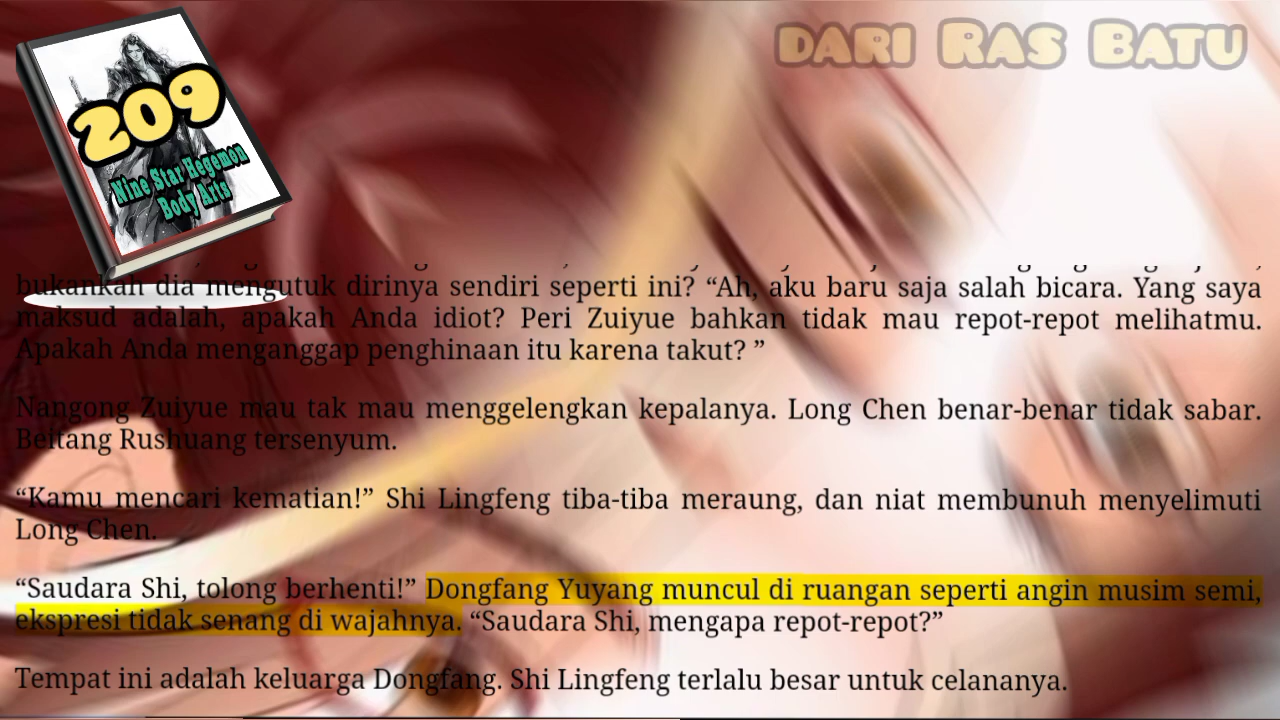 DARI RAS BATU
209
Nine Star Hegemon
Body Arts
bukankah dia mengutuk dirinya sendiri seperti ini? “Ah, aku baru saja salah bicara. Yang saya
maksud adalah, apakah Anda idiot? Peri Zuiyue bahkan tidak mau repot-repot melihatmu.
Apakah Anda menganggap penghinaan itu karena takut? ”
Nangong Zuiyue mau tak mau menggelengkan kepalanya. Long Chen benar-benar tidak sabar.
Beitang Rushuang tersenyum.
“Kamu mencari kematian!” Shi Lingfeng tiba-tiba meraung, dan niat membunuh menyelimuti
Long Chen.
“Saudara Shi, tolong berhenti!” Dongfang Yuyang muncul di ruangan seperti angin musim semi,
ekspresi tidak senang di wajahnya. “Saudara Shi, mengapa repot-repot?”
Tempat ini adalah keluarga Dongfang. Shi Lingfeng terlalu besar untuk celananya.